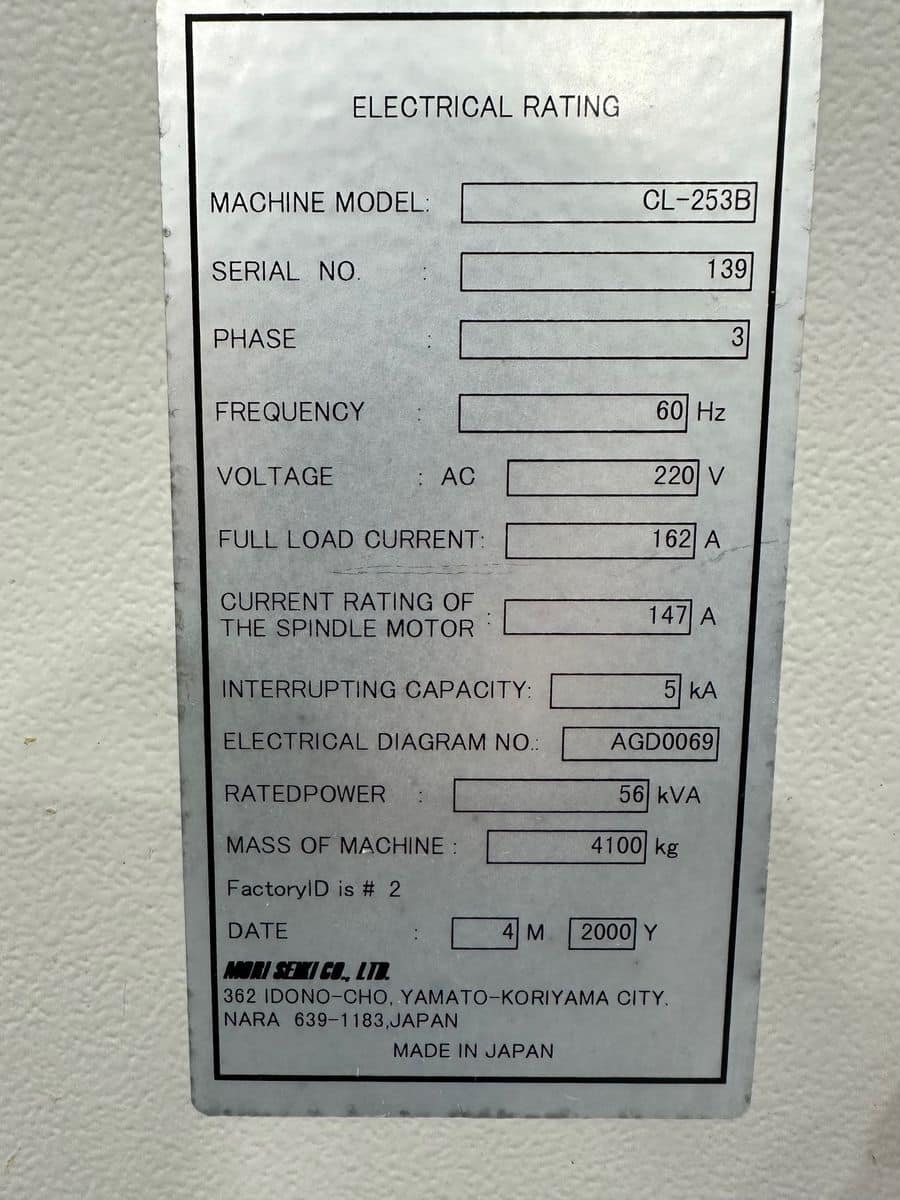 ELECTRICAL RATING
MACHINE MODEL: CL-253B
SERIAL NO. : 139
PHASE : 3
FREQUENCY : 60 Hz
VOLTAGE : AC 220 V
FULL LOAD CURRENT: 162 A
CURRENT RATING OF
THE SPINDLE MOTOR : 147 A
INTERRUPTING CAPACITY: 5 kA
ELECTRICAL DIAGRAM NO.: AGD0069
RATEDPOWER : 56 kVA
MASS OF MACHINE : 4100 kg
FactoryID is # 2
DATE : 4 M 2000 Y
MORI SEIKI CO., LTD.
362 IDONO-CHO, YAMATO-KORIYAMA CITY.
NARA 639-1183,JAPAN
MADE IN JAPAN